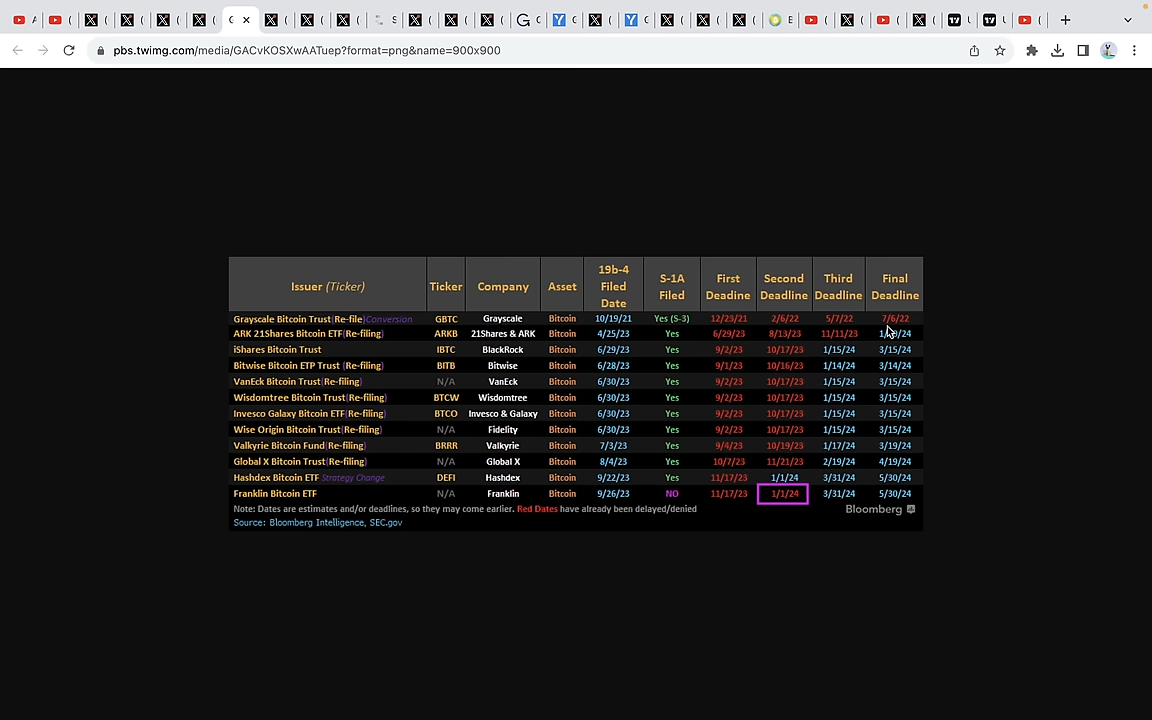 pbs.twimg.com/media/GACvKOSXwAATuep?format=png&name=900x900
Issuer (Ticker) Ticker Company Asset 19b-4 Filed Date S-1A Filed First Deadline Second Deadline Third Deadline Final Deadline
Grayscale Bitcoin Trust(Re-file)Conversion GBTC Grayscale Bitcoin 10/19/21 Yes (S-3) 12/23/21 2/6/22 5/7/22 7/6/22
ARK 21Shares Bitcoin ETF(Re-filing) ARKB 21Shares & ARK Bitcoin 4/25/23 Yes 6/29/23 8/13/23 11/11/23
iShares Bitcoin Trust IBTC BlackRock Bitcoin 6/29/23 Yes 9/2/23 10/17/23 1/15/24 3/15/24
Bitwise Bitcoin ETP Trust (Re-filing) BITB Bitwise Bitcoin 6/28/23 Yes 9/1/23 10/16/23 1/14/24 3/14/24
VanEck Bitcoin Trust(Re-filing) N/A VanEck Bitcoin 6/30/23 Yes 9/2/23 10/17/23 1/15/24 3/15/24
Wisdomtree Bitcoin Trust(Re-filing) BTCW Wisdomtree Bitcoin 6/30/23 Yes 9/2/23 10/17/23 1/15/24 3/15/24
Invesco Galaxy Bitcoin ETF(Re-filing) BTCO Invesco & Galaxy Bitcoin 6/30/23 Yes 9/2/23 10/17/23 1/15/24 3/15/24
Wise Origin Bitcoin Trust(Re-filing) N/A Fidelity Bitcoin 6/30/23 Yes 9/2/23 10/17/23 1/15/24 3/15/24
Valkyrie Bitcoin Fund(Re-filing) BRRR Valkyrie Bitcoin 7/3/23 Yes 9/4/23 10/19/23 1/17/24 3/19/24
Global X Bitcoin Trust(Re-filing) N/A Global X Bitcoin 8/4/23 Yes 10/7/23 11/21/23 2/19/24 4/19/24
Hashdex Bitcoin ETF Strategy Change DEFI Hashdex Bitcoin 9/22/23 Yes 11/17/23 1/1/24 3/31/24 5/30/24
Franklin Bitcoin ETF N/A Franklin Bitcoin 9/26/23 NO 11/17/23 1/1/24 3/31/24 5/30/24
Note: Dates are estimates and/or deadlines, so they may come earlier. Red Dates have already been delayed/denied Bloomberg
Source: Bloomberg Intelligence, SEC.gov